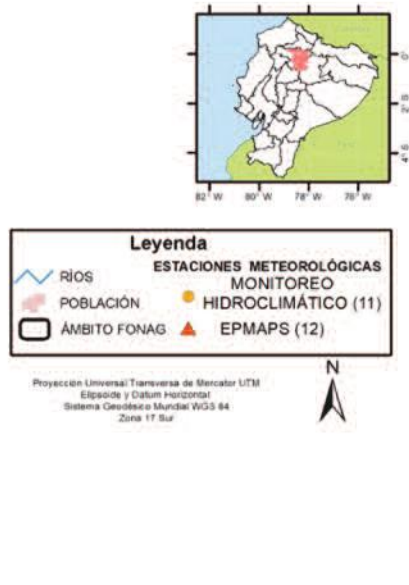 0°
2° S
4° S
82° W 80° W 78° W 76° W
Leyenda
RÍOS
POBLACIÓN
ÁMBITO FONAG
ESTACIONES METEOROLÓGICAS
MONITOREO
HIDROCLIMÁTICO (11)
EPMAPS (12)
N
Proyección Universal Transversa de Mercator UTM
Elipsoide y Datum Horizontal
Sistema Geodésico Mundial WGS 84
Zona 17 Sur